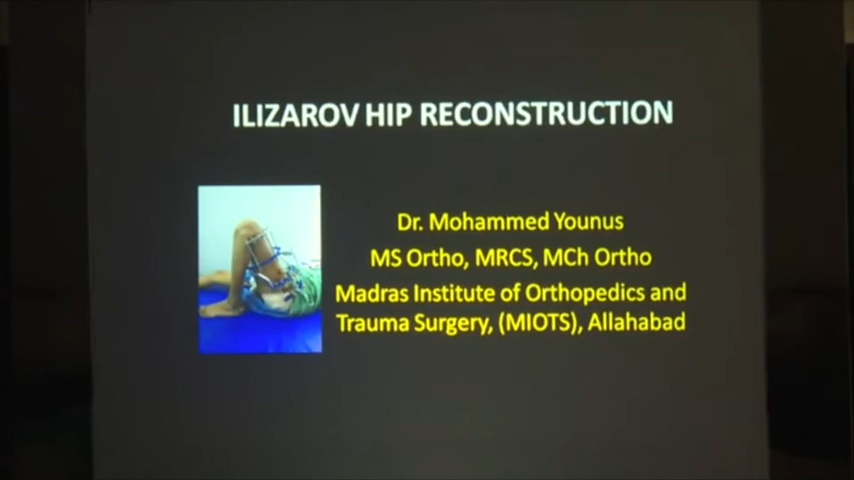 ILIZAROV HIP RECONSTRUCTION
Dr. Mohammed Younus
MS Ortho, MRCS, MCh Ortho
Madras Institute of Orthopedics and
Trauma Surgery, (MIOTS), Allahabad